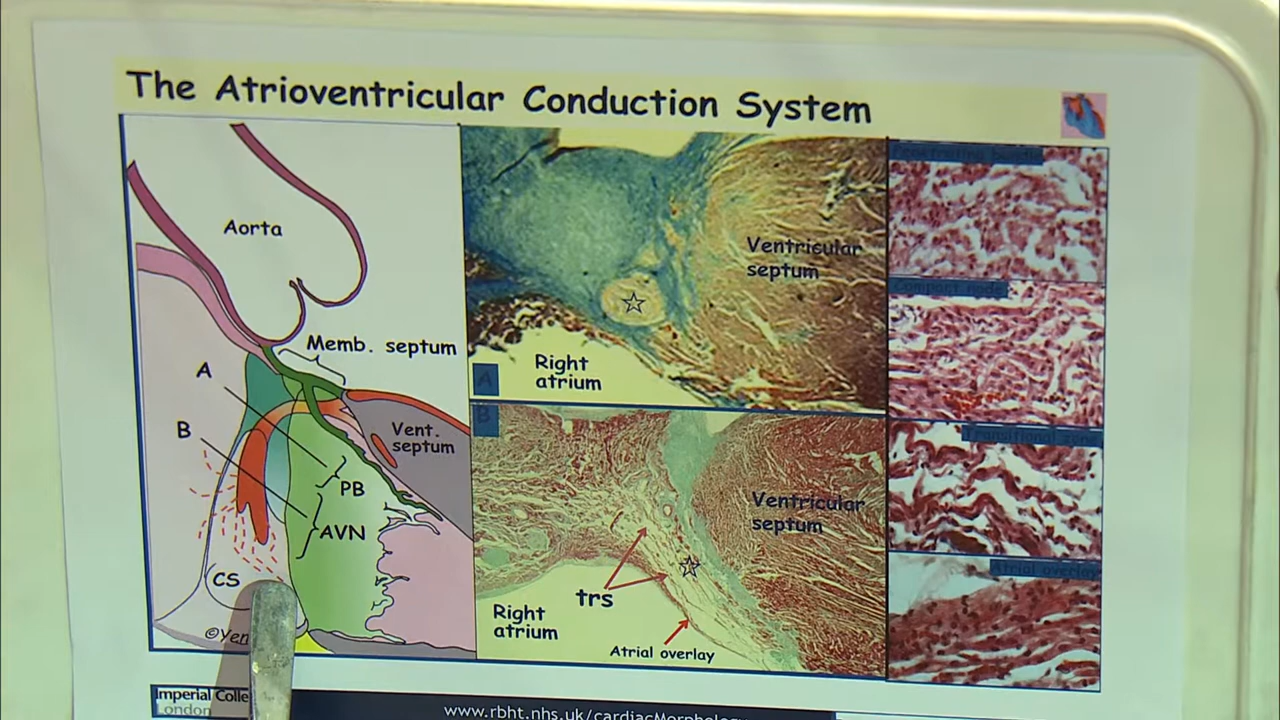 The Atrioventricular Conduction System
Aorta
Memb. septum
A
B
Vent.
septum
PB
AVN
CS
©Yen
Ventricular
septum
Right
atrium
A
B
Ventricular
septum
trs
Right
atrium
Atrial overlay
Penetrating bundle
Compact node
Transitional zone
Atrial overlay
Imperial Colle
London
www.rbht.nhs.uk/cardiacMorphology